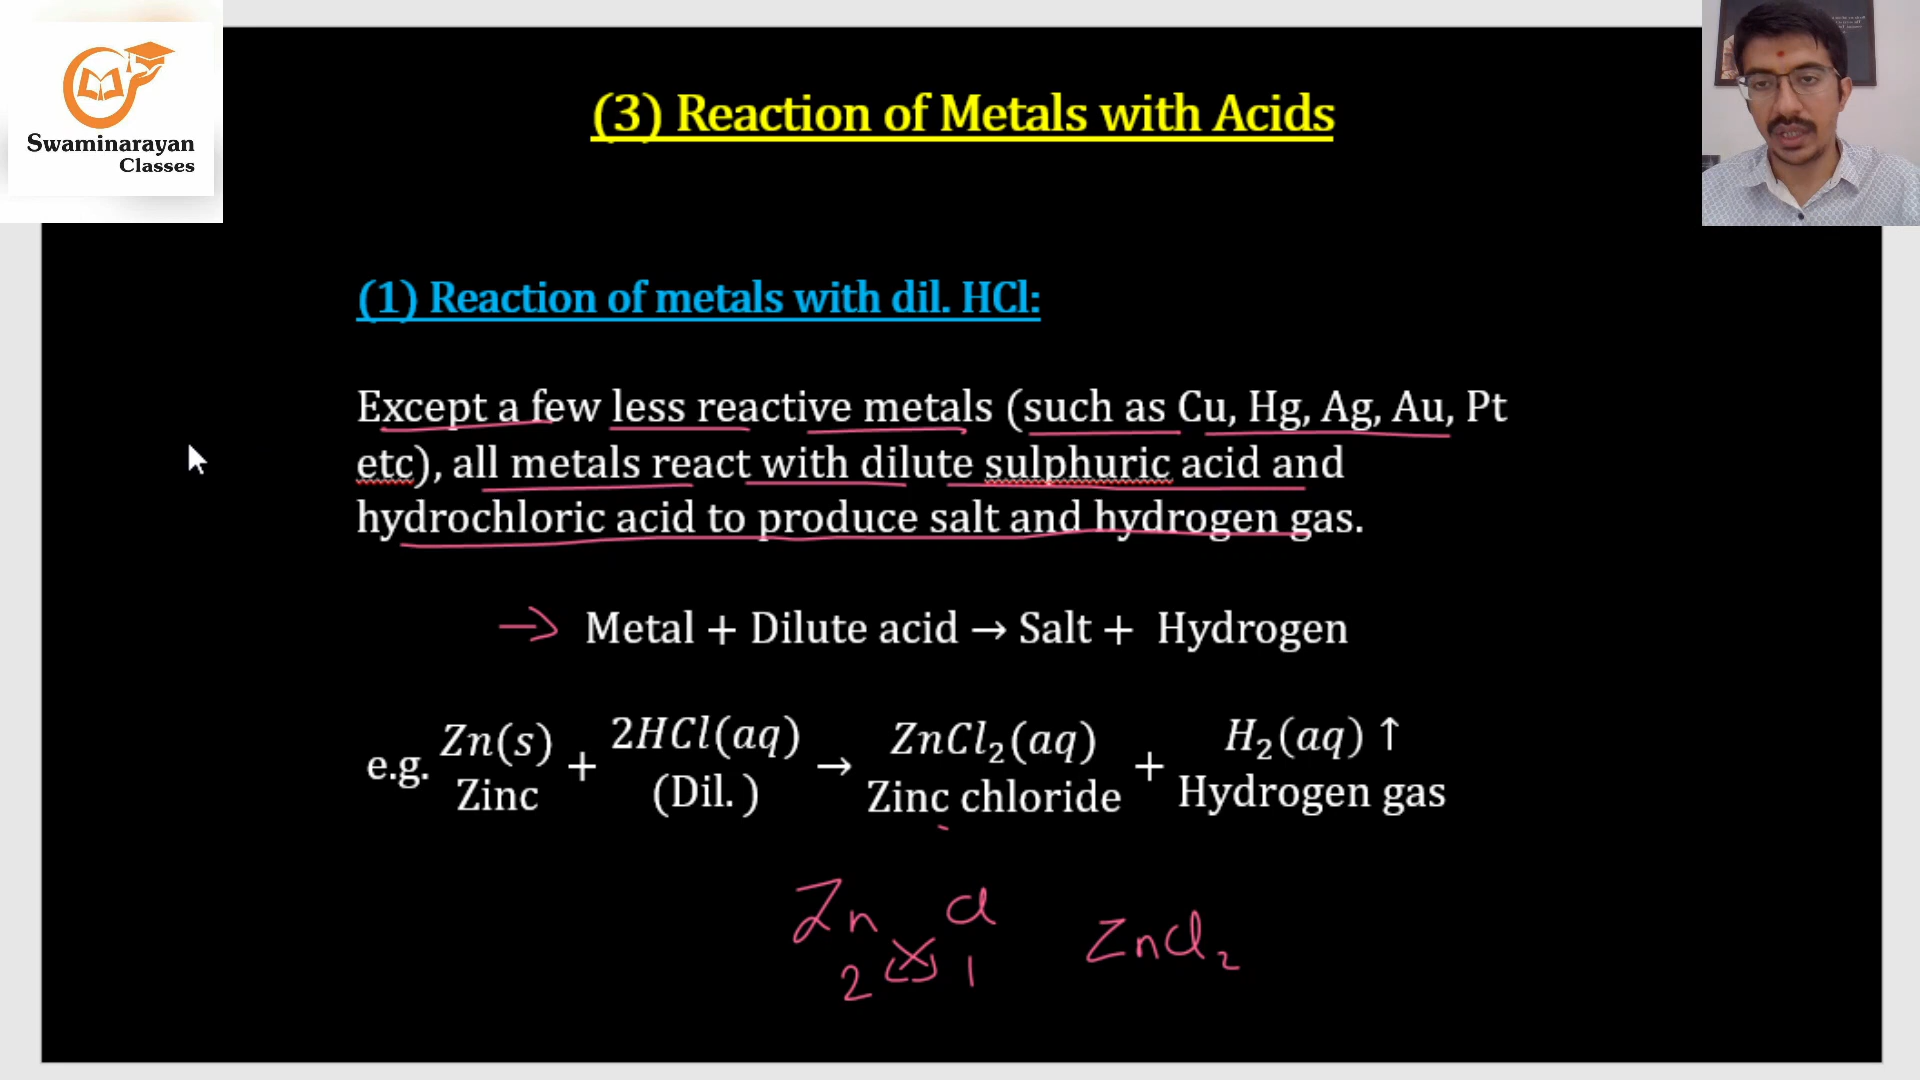 Swaminarayan
Classes
(3) Reaction of Metals with Acids
(1) Reaction of metals with dil. HCl:
Except a few less reactive metals (such as Cu, Hg, Ag, Au, Pt
etc), all metals react with dilute sulphuric acid and
hydrochloric acid to produce salt and hydrogen gas.
→ Metal + Dilute acid → Salt + Hydrogen
e.g. Zn(s) + 2HCl(aq) → ZnCl₂(aq) + H₂(aq) ↑
Zinc (Dil.) Zinc chloride Hydrogen gas
Zn Cl ZnCl₂
2 1